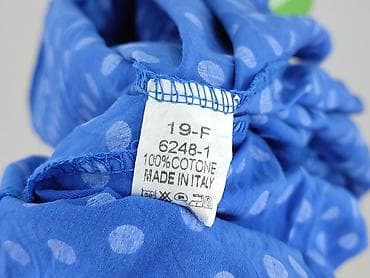 19-F
6248-1
100%COTONE
MADE IN ITALY